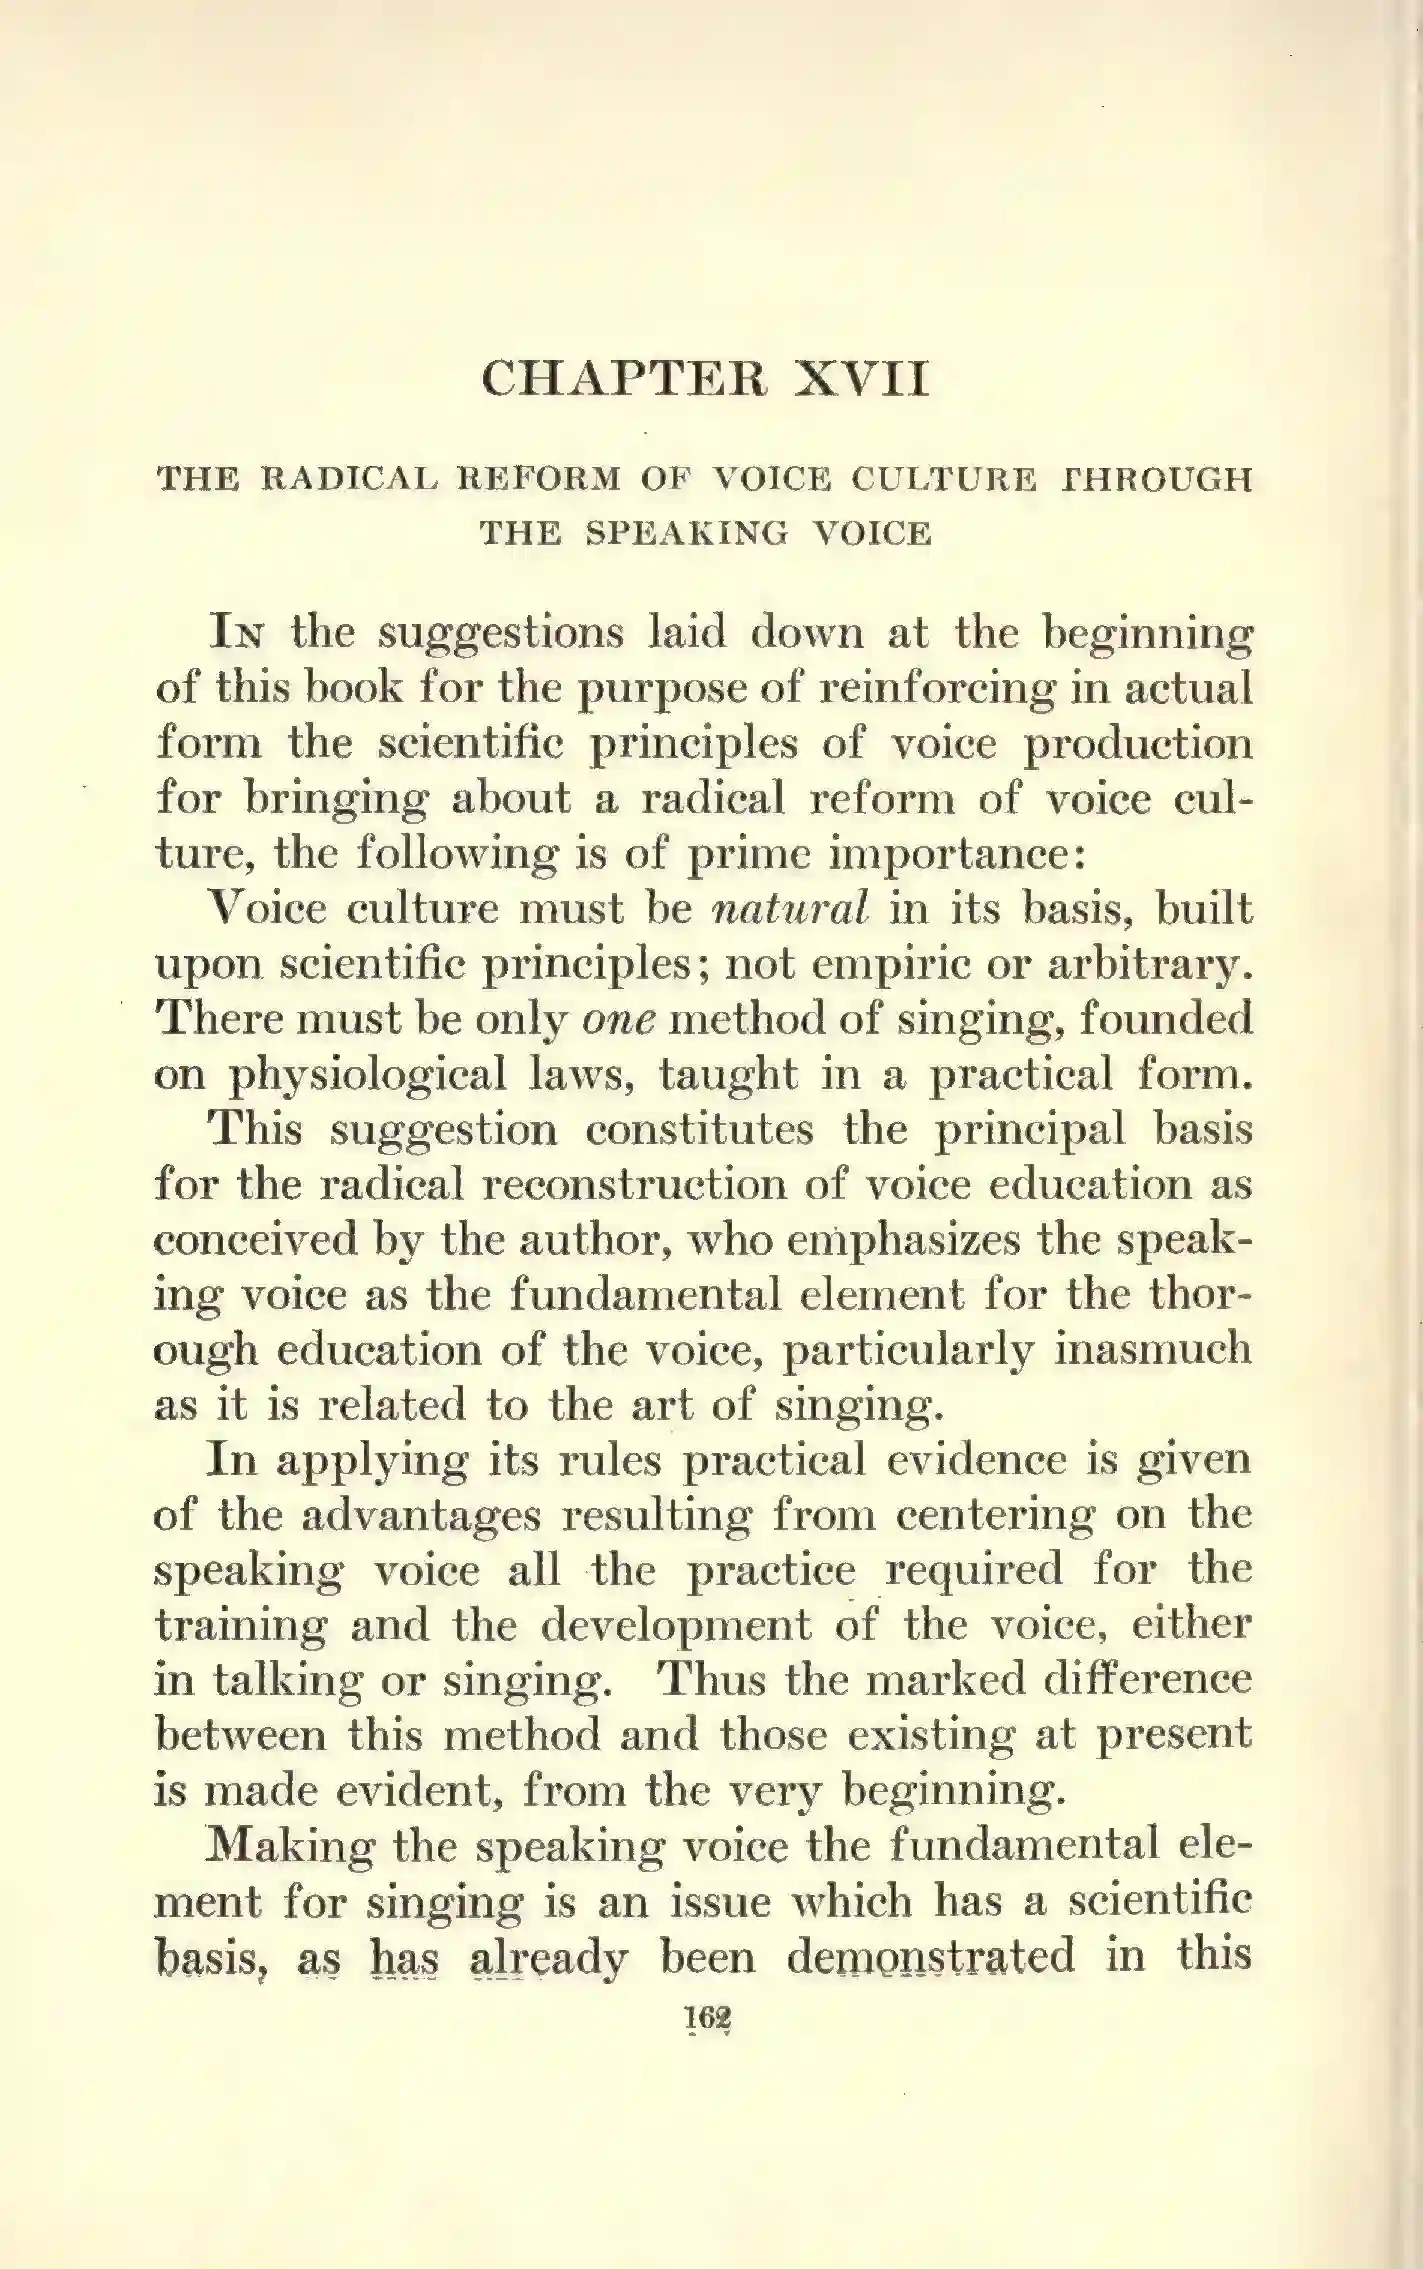 CHAPTER XVII
THE RADICAL REFORM OF VOICE CULTURE THROUGH
THE SPEAKING VOICE
In the suggestions laid down at the beginning
of this book for the purpose of reinforcing in actual
form the scientific principles of voice production
for bringing about a radical reform of voice cul-
ture, the following is of prime importance:
Voice culture must be natural in its basis, built
upon scientific principles; not empiric or arbitrary.
There must be only one method of singing, founded
on physiological laws, taught in a practical form.
This suggestion constitutes the principal basis
for the radical reconstruction of voice education as
conceived by the author, who emphasizes the speak-
ing voice as the fundamental element for the thor-
ough education of the voice, particularly inasmuch
as it is related to the art of singing.
In applying its rules practical evidence is given
of the advantages resulting from centering on the
speaking voice all the practice required for the
training and the development of the voice, either
in talking or singing. Thus the marked difference
between this method and those existing at present
is made evident, from the very beginning.
Making the speaking voice the fundamental ele-
ment for singing is an issue which has a scientific
basis, as has already been demonstrated in this
162